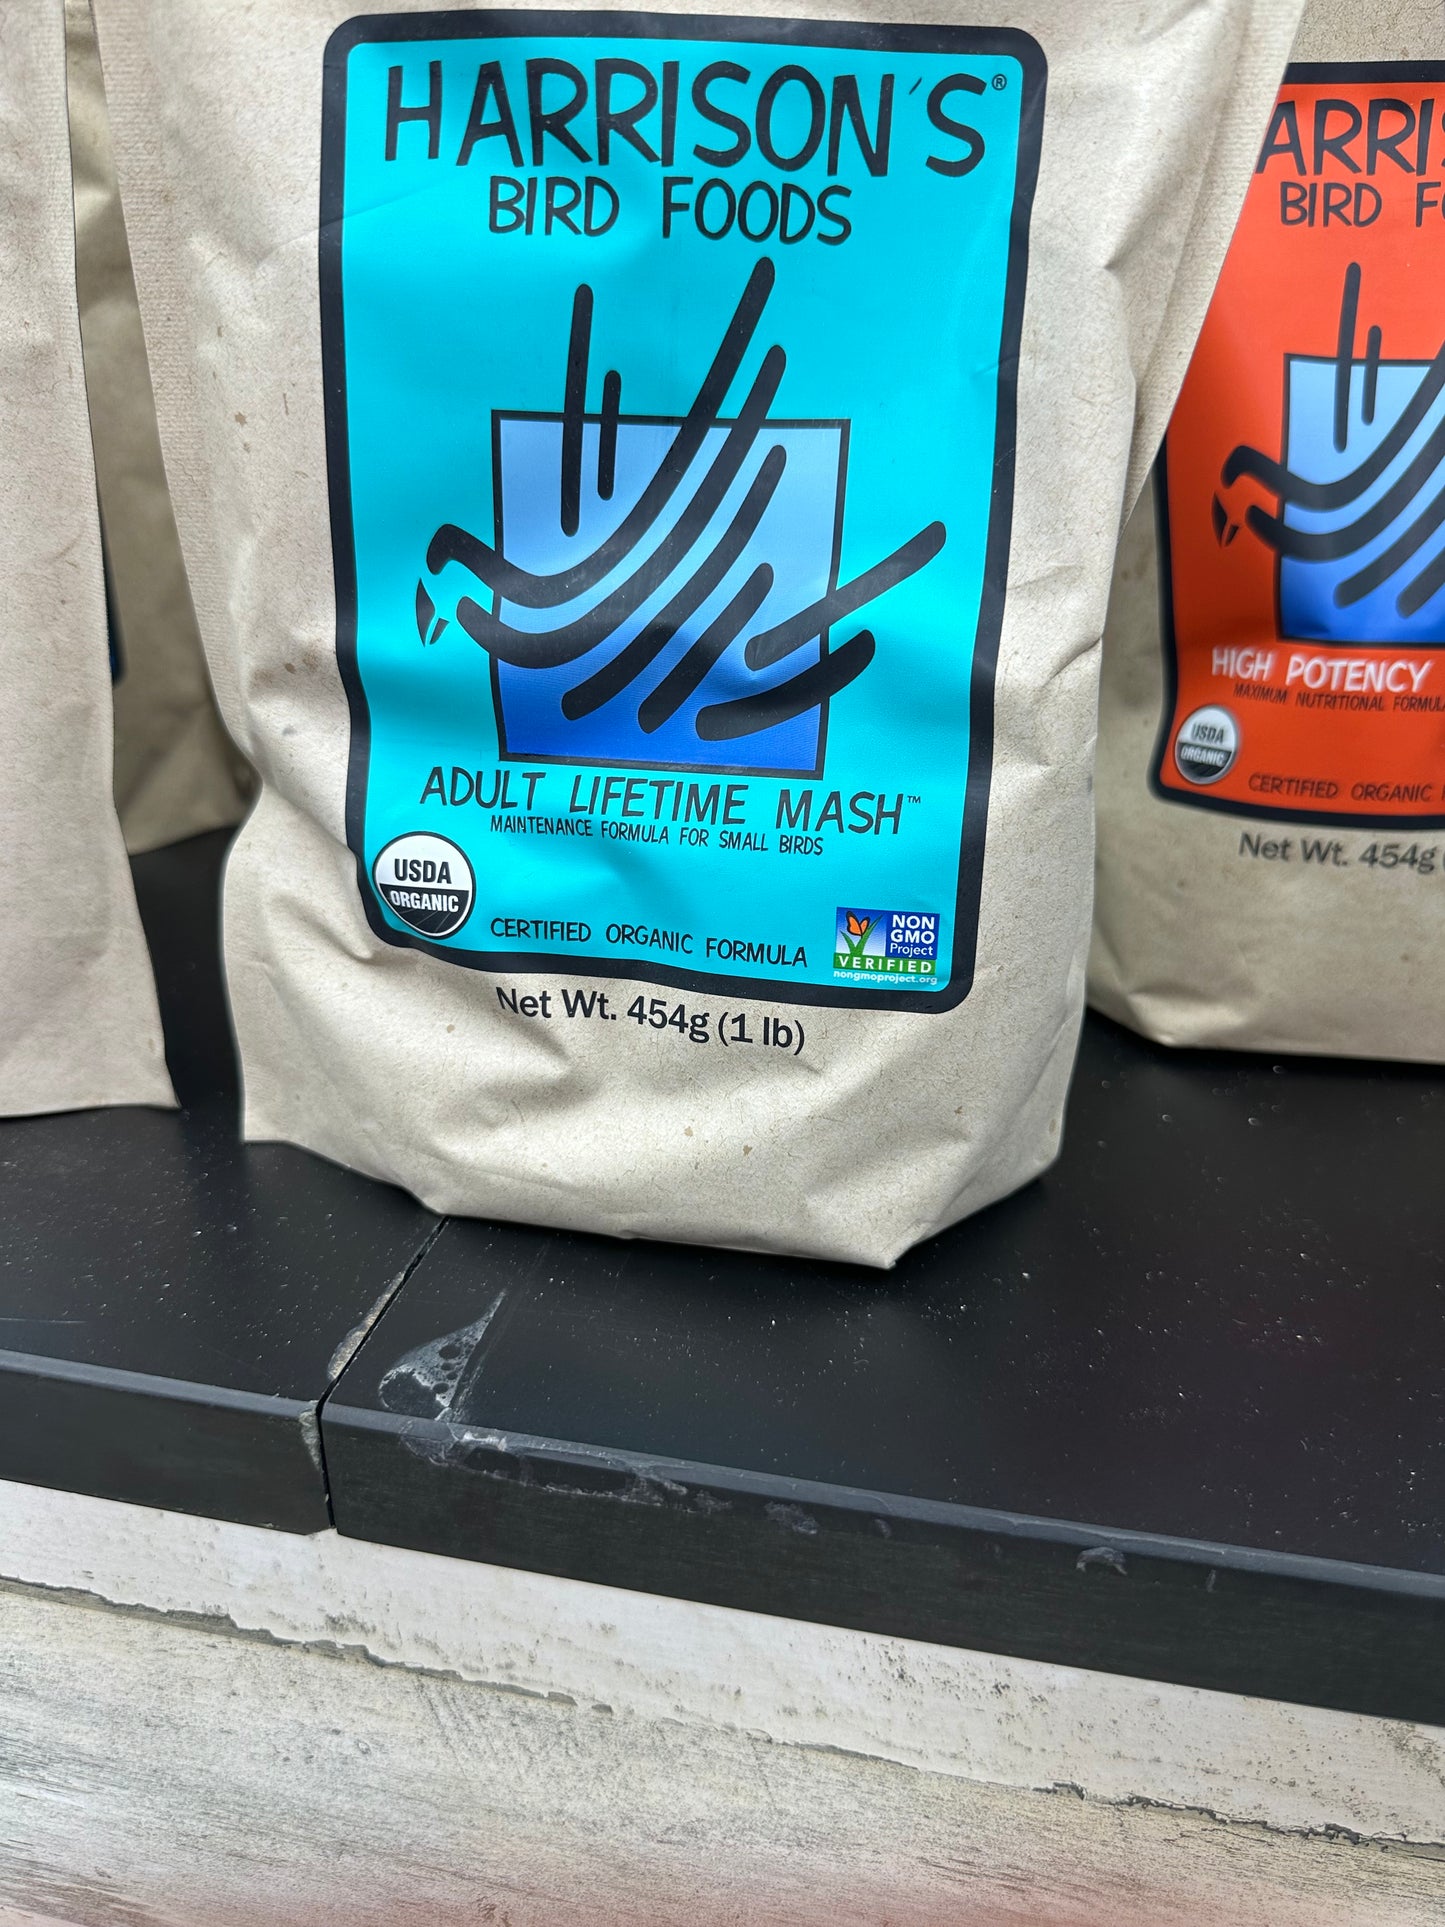 HARRISON'S®
BIRD FOODS
ADULT LIFETIME MASH™
MAINTENANCE FORMULA FOR SMALL BIRDS
USDA
ORGANIC
CERTIFIED ORGANIC FORMULA
NON
GMO
Project
VERIFIED
nongmoproject.org
Net Wt. 454g (1 lb)
BIRD
HIGH POTENCY
MAXIMUM NUTRITIONAL
USDA
ORGANIC
CERTIFIED ORGANIC
Net Wt. 454g